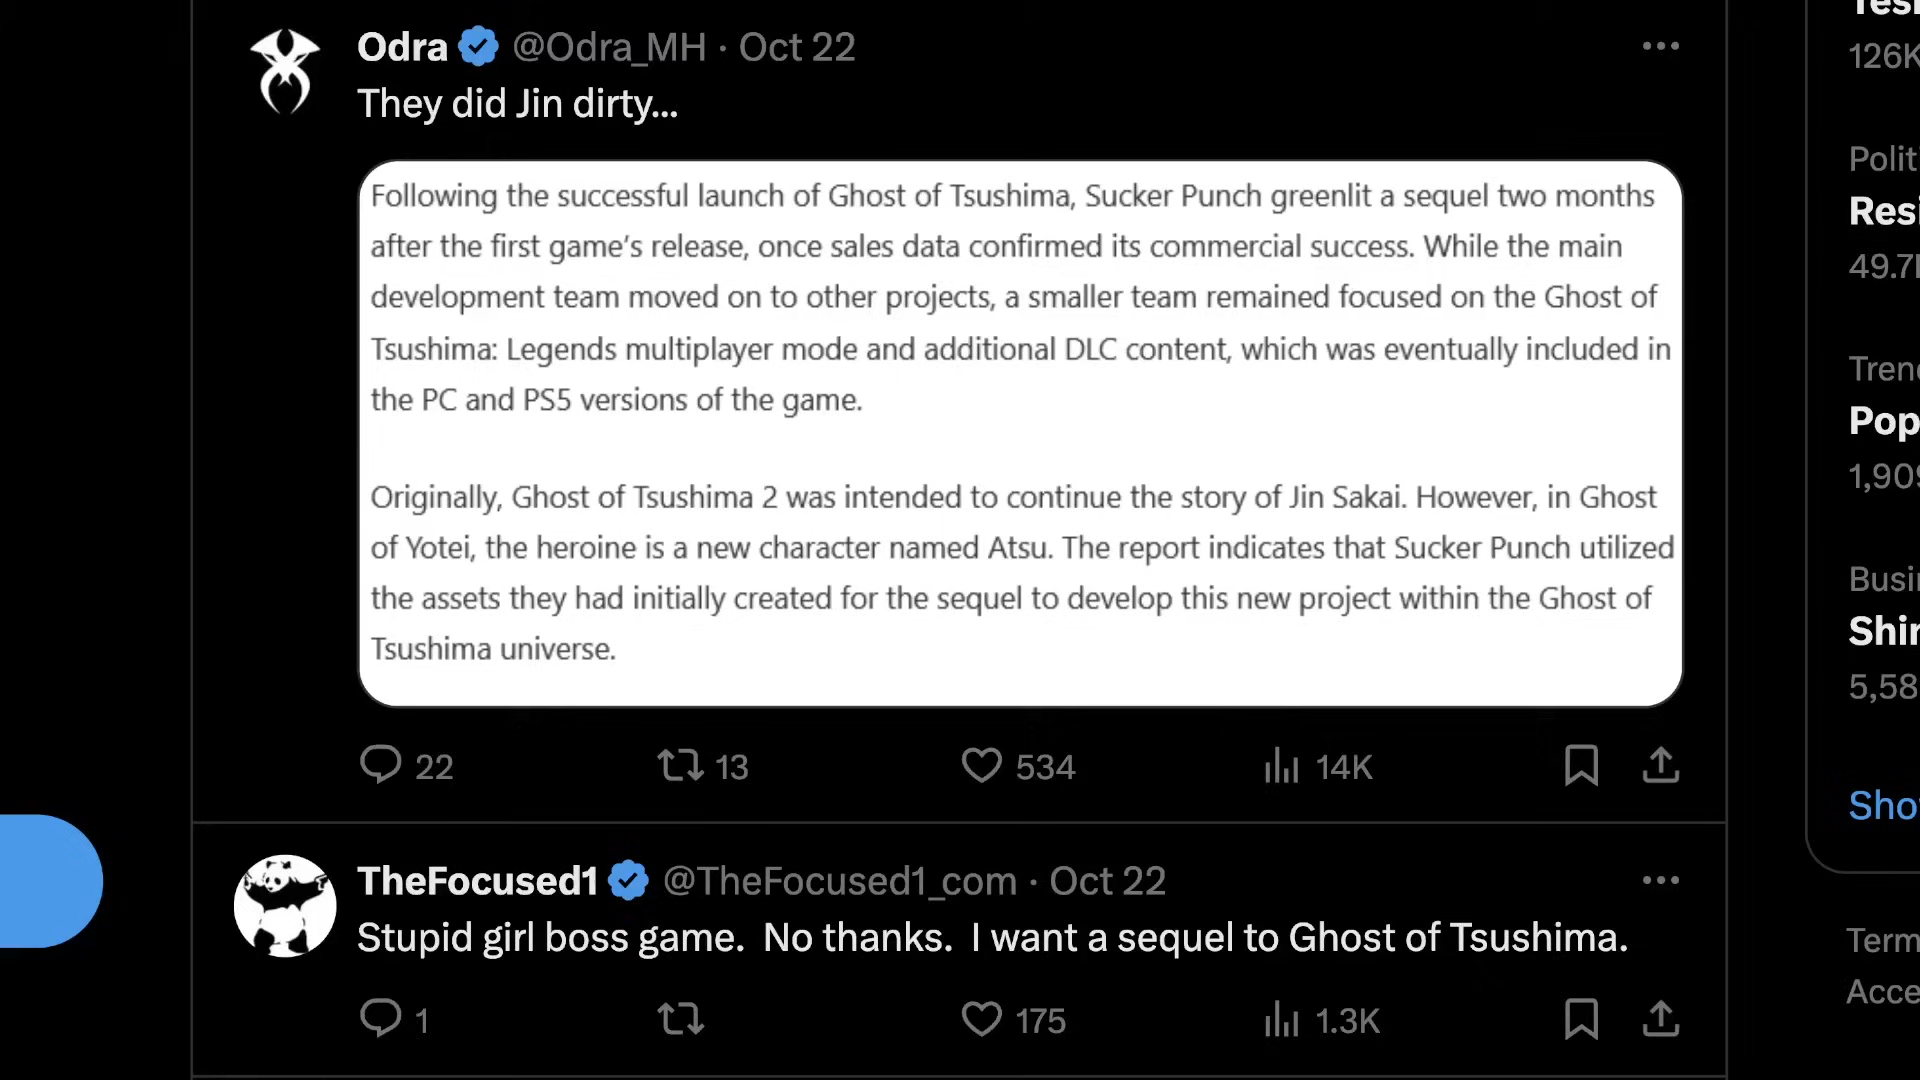 Odra @Odra_MH · Oct 22
They did Jin dirty...
Following the successful launch of Ghost of Tsushima, Sucker Punch greenlit a sequel two months
after the first game's release, once sales data confirmed its commercial success. While the main
development team moved on to other projects, a smaller team remained focused on the Ghost of
Tsushima: Legends multiplayer mode and additional DLC content, which was eventually included in
the PC and PS5 versions of the game.
Originally, Ghost of Tsushima 2 was intended to continue the story of Jin Sakai. However, in Ghost
of Yotei, the heroine is a new character named Atsu. The report indicates that Sucker Punch utilized
the assets they had initially created for the sequel to develop this new project within the Ghost of
Tsushima universe.
22 13 534 14K
TheFocused1 @TheFocused1_com · Oct 22
Stupid girl boss game. No thanks. I want a sequel to Ghost of Tsushima.
1 175 1.3K
126K
Polit
Resi
Tren
Pop
Busi
5,58
Sho
Term
Acce